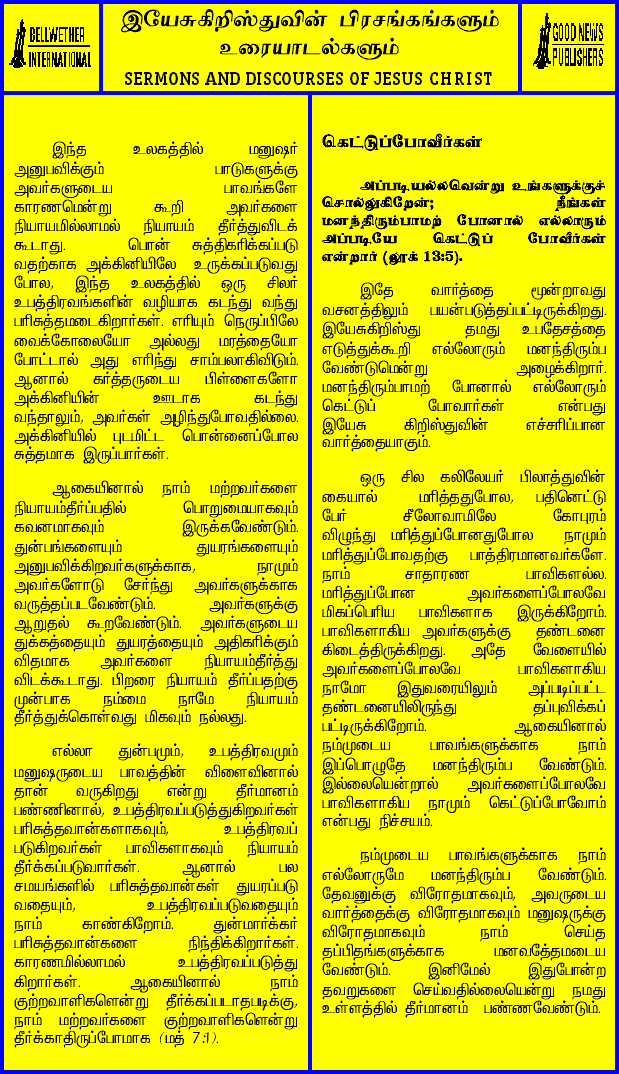 BELLWETHER
INTERNATIONAL
இயேசுகிறிஸ்துவின் பிரசங்கங்களும்
உரையாடல்களும்
SERMONS AND DISCOURSES OF JESUS CHRIST
GOOD NEWS
PUBLISHERS
இந்த உலகத்தில் மனுஷர்
அனுபவிக்கும் பாடுகளுக்கு
அவர்களுடைய பாவங்களே
காரணமென்று கூறி அவர்களை
நியாயமில்லாமல் நியாயம் தீர்த்துவிடக்
கூடாது. பொன் சுத்திகரிக்கப்படு
வதற்காக அக்கினியிலே உருக்கப்படுவது
போல, இந்த உலகத்தில் ஒரு சிலர்
உபத்திரவங்களின் வழியாக கடந்து வந்து
பரிசுத்தமடைகிறார்கள். எரியும் நெருப்பிலே
வைக்கோலையோ அல்லது மரத்தையோ
போட்டால் அது எரிந்து சாம்பலாகிவிடும்.
ஆனால் கர்த்தருடைய பிள்ளைகளோ
அக்கினியின் ஊடாக கடந்து
வந்தாலும், அவர்கள் அழிந்துபோவதில்லை.
அக்கினியில் புடமிட்ட பொன்னைப்போல
சுத்தமாக இருப்பார்கள்.
ஆகையினால் நாம் மற்றவர்களை
நியாயம்தீர்ப்பதில் பொறுமையாகவும்
கவனமாகவும் இருக்கவேண்டும்.
துன்பங்களையும் துயரங்களையும்
அனுபவிக்கிறவர்களுக்காக, நாமும்
அவர்களோடு சேர்ந்து அவர்களுக்காக
வருத்தப்படவேண்டும். அவர்களுக்கு
ஆறுதல் கூறவேண்டும். அவர்களுடைய
துக்கத்தையும் துயரத்தையும் அதிகரிக்கும்
விதமாக அவர்களை நியாயம்தீர்த்து
விடக்கூடாது. பிறரை நியாயம் தீர்ப்பதற்கு
முன்பாக நம்மை நாமே நியாயம்
தீர்த்துக்கொள்வது மிகவும் நல்லது.
எல்லா துன்பமும், உபத்திரவமும்
மனுஷருடைய பாவத்தின் விளைவினால்
தான் வருகிறது என்று தீர்மானம்
பண்ணினால், உபத்திரவப்படுத்துகிறவர்கள்
பரிசுத்தவான்களாகவும், உபத்திரவப்
படுகிறவர்கள் பாவிகளாகவும் நியாயம்
தீர்க்கப்படுவார்கள். ஆனால் பல
சமயங்களில் பரிசுத்தவான்கள் துயரப்படு
வதையும், உபத்திரவப்படுவதையும்
நாம் காண்கிறோம். துன்மார்க்கர்
பரிசுத்தவான்களை நிந்திக்கிறார்கள்.
காரணமில்லாமல் உபத்திரவப்படுத்து
கிறார்கள். ஆகையினால் நாம்
குற்றவாளிகளென்று தீர்க்கப்படாதபடிக்கு,
நாம் மற்றவர்களை குற்றவாளிகளென்று
தீர்க்காதிருப்போமாக (மத் 7:1).
கெட்டுப்போவீர்கள்
அப்படியல்லவென்று உங்களுக்குச்
சொல்லுகிறேன்; நீங்கள்
மனந்திரும்பாமற் போனால் எல்லாரும்
அப்படியே கெட்டுப் போவீர்கள்
என்றார் (லூக் 13:5).
இதே வார்த்தை மூன்றாவது
வசனத்திலும் பயன்படுத்தப்பட்டிருக்கிறது.
இயேசுகிறிஸ்து தமது உபதேசத்தை
எடுத்துக்கூறி எல்லோரும் மனந்திரும்ப
வேண்டுமென்று அழைக்கிறார்.
மனந்திரும்பாமற் போனால் எல்லோரும்
கெட்டுப் போவார்கள் என்பது
இயேசு கிறிஸ்துவின் எச்சரிப்பான
வார்த்தையாகும்.
ஒரு சில கலிலேயர் பிலாத்துவின்
கையால் மரித்ததுபோல, பதினெட்டு
பேர் சீலோவாமிலே கோபுரம்
விழுந்து மரித்துப்போனதுபோல நாமும்
மரித்துப்போவதற்கு பாத்திரமானவர்களே.
நாம் சாதாரண பாவிகளல்ல.
மரித்துப்போன அவர்களைப்போலவே
மிகப்பெரிய பாவிகளாக இருக்கிறோம்.
பாவிகளாகிய அவர்களுக்கு தண்டனை
கிடைத்திருக்கிறது. அதே வேளையில்
அவர்களைப்போலவே பாவிகளாகிய
நாமோ இதுவரையிலும் அப்படிப்பட்ட
தண்டனையிலிருந்து தப்புவிக்கப்
பட்டிருக்கிறோம். ஆகையினால்
நம்முடைய பாவங்களுக்காக நாம்
இப்பொழுதே மனந்திரும்ப வேண்டும்.
இல்லையென்றால் அவர்களைப்போலவே
பாவிகளாகிய நாமும் கெட்டுப்போவோம்
என்பது நிச்சயம்.
நம்முடைய பாவங்களுக்காக நாம்
எல்லோருமே மனந்திரும்ப வேண்டும்.
தேவனுக்கு விரோதமாகவும், அவருடைய
வார்த்தைக்கு விரோதமாகவும் மனுஷருக்கு
விரோதமாகவும் நாம் செய்த
தப்பிதங்களுக்காக மனவேத்தமடைய
வேண்டும். இனிமேல் இதுபோன்ற
தவறுகளை செய்வதில்லையென்று நமது
உள்ளத்தில் தீர்மானம் பண்ணவேண்டும்.